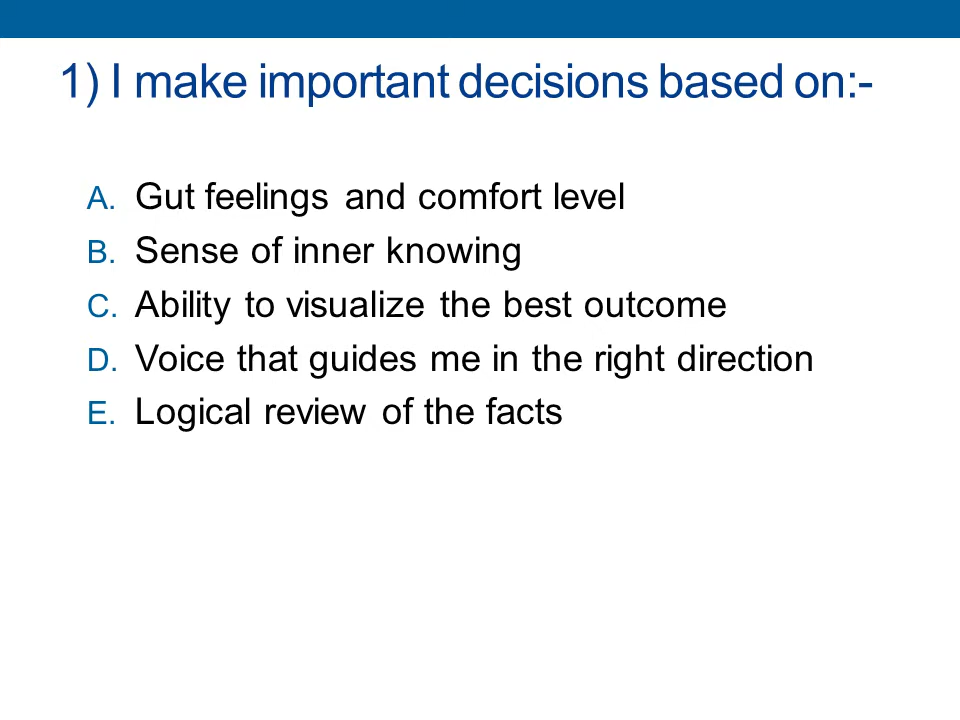 1) I make important decisions based on:-
A. Gut feelings and comfort level
B. Sense of inner knowing
C. Ability to visualize the best outcome
D. Voice that guides me in the right direction
E. Logical review of the facts